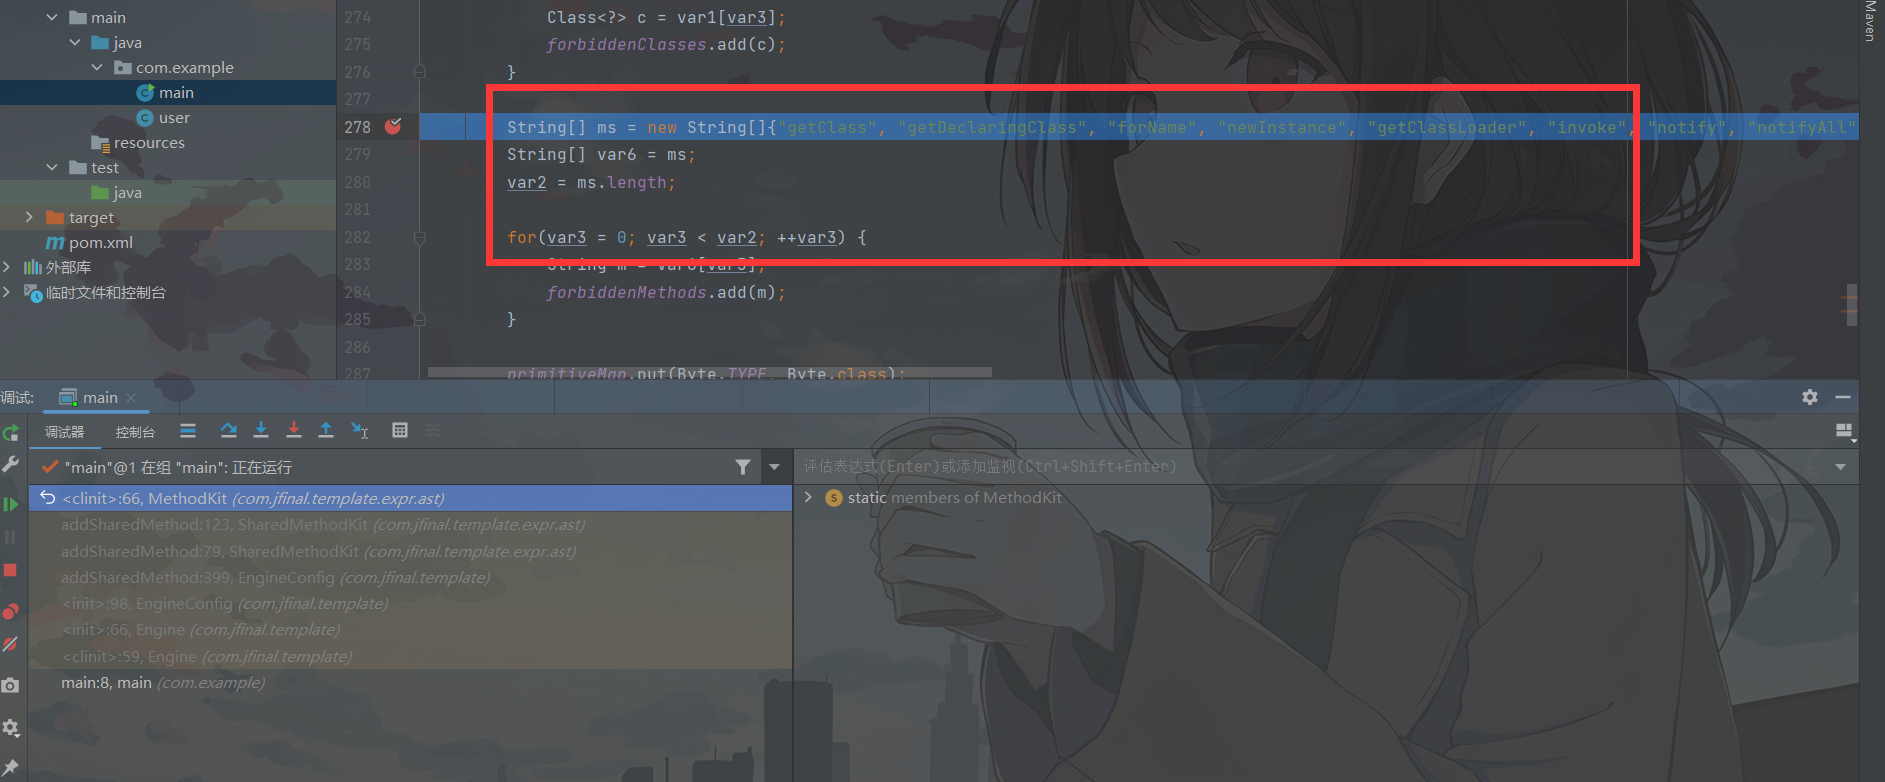 main
java
com.example
main
user
resources
test
java
target
pom.xml
外部库
临时文件和控制台
274 Class<?> c = var1[var3];
275 forbiddenClasses.add(c);
276 }
277
278 String[] ms = new String[]{"getClass", "getDeclaringClass", "forName", "newInstance", "getClassLoader", "invoke", "notify", "notifyAll"
279 String[] var6 = ms;
280 var2 = ms.length;
281
282 for(var3 = 0; var3 < var2; ++var3) {
283 String m = var6[var3];
284 forbiddenMethods.add(m);
285 }
286
287 primitiveMap.put(Byte.TYPE, Byte.class);
Maven
调试: main
调试器 控制台
"main"@1 在组 "main": 正在运行
<clinit>:66, MethodKit (com.jfinal.template.expr.ast)
addSharedMethod:123, SharedMethodKit (com.jfinal.template.expr.ast)
addSharedMethod:79, SharedMethodKit (com.jfinal.template.expr.ast)
addSharedMethod:399, EngineConfig (com.jfinal.template)
<init>:98, EngineConfig (com.jfinal.template)
<init>:66, Engine (com.jfinal.template)
<clinit>:59, Engine (com.jfinal.template)
main:8, main (com.example)
评估表达式(Enter)或添加监视(Ctrl+Shift+Enter)
static members of MethodKit